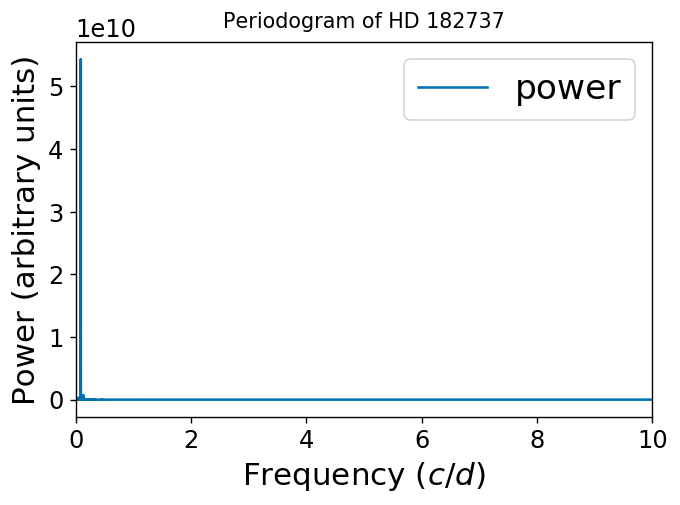 Periodogram of HD 182737
1e10
power
5
4
3
2
1
0
Power (arbitrary units)
0 2 4 6 8 10
Frequency (c/d)